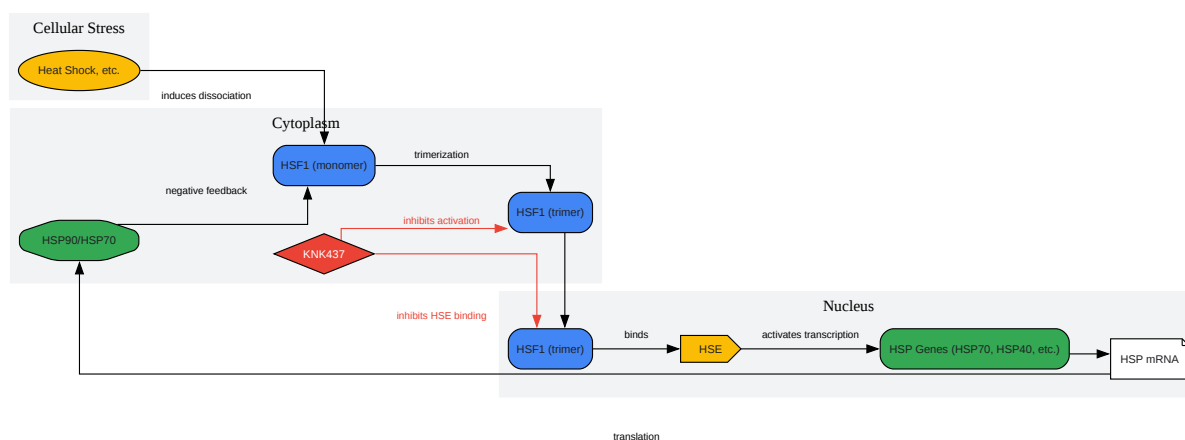 Cellular Stress
Heat Shock, etc.
induces dissociation
Cytoplasm
HSF1 (monomer)
trimerization
negative feedback
HSF1 (trimer)
inhibits activation
HSP90/HSP70
KNK437
Nucleus
inhibits HSE binding
HSF1 (trimer)
binds
HSE
activates transcription
HSP Genes (HSP70, HSP40, etc.)
HSP mRNA
translation